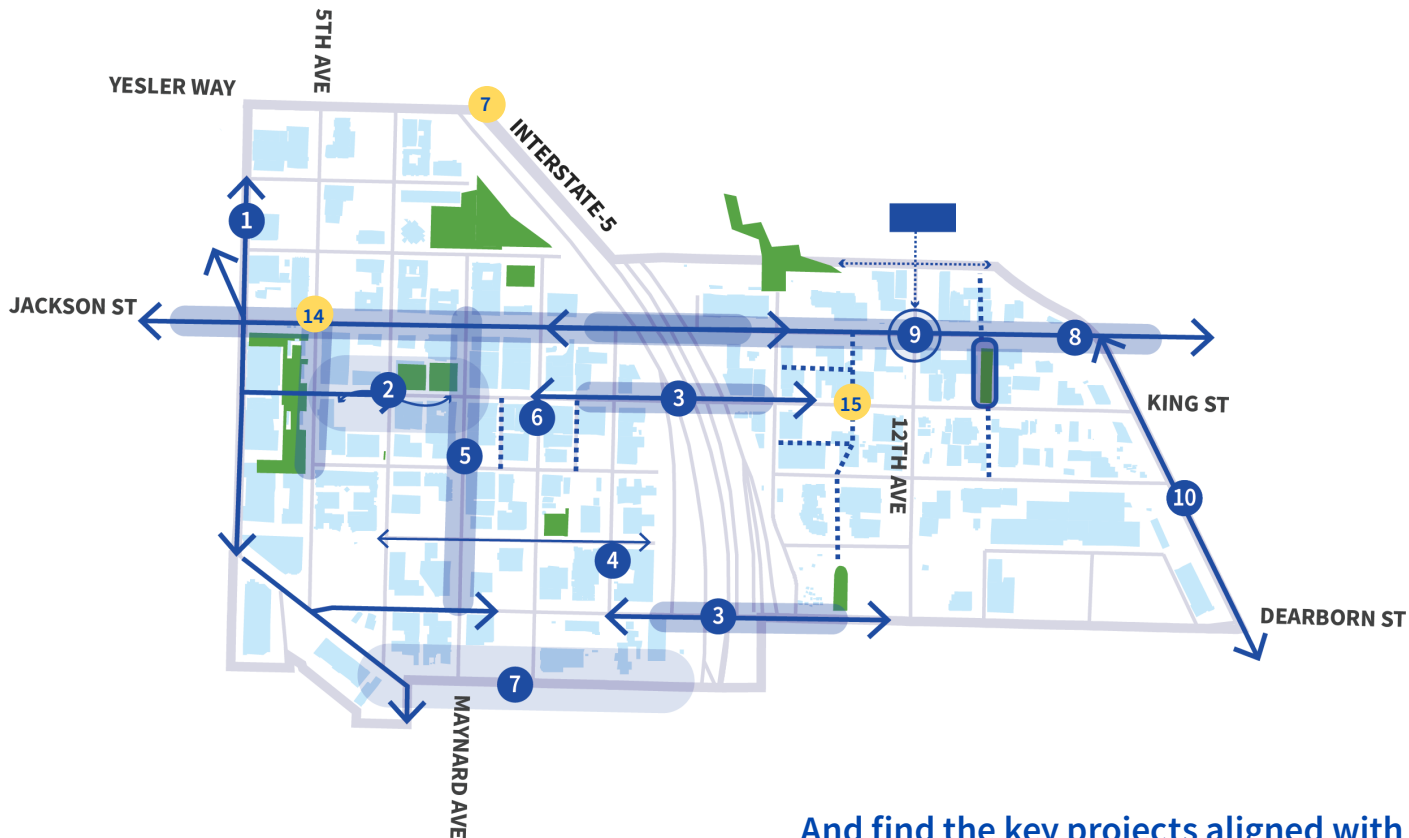 5TH AVE
YESLER WAY
7
INTERSTATE-5
1
JACKSON ST
14
9
8
2
3
15
KING ST
6
12TH AVE
5
10
4
3
DEARBORN ST
7
MAYNARD AVE
And find the key projects aligned with